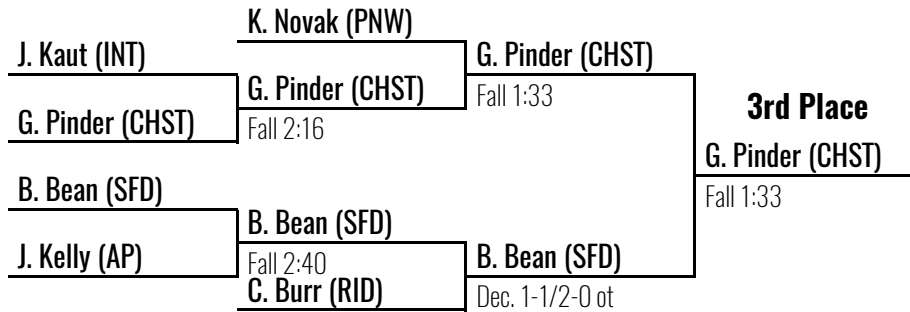 K. Novak (PNW)
J. Kaut (INT)
G. Pinder (CHST)
G. Pinder (CHST)
Fall 1:33
G. Pinder (CHST)
Fall 2:16
3rd Place
G. Pinder (CHST)
Fall 1:33
B. Bean (SFD)
B. Bean (SFD)
J. Kelly (AP)
Fall 2:40
B. Bean (SFD)
C. Burr (RID)
Dec. 1-1/2-0 ot